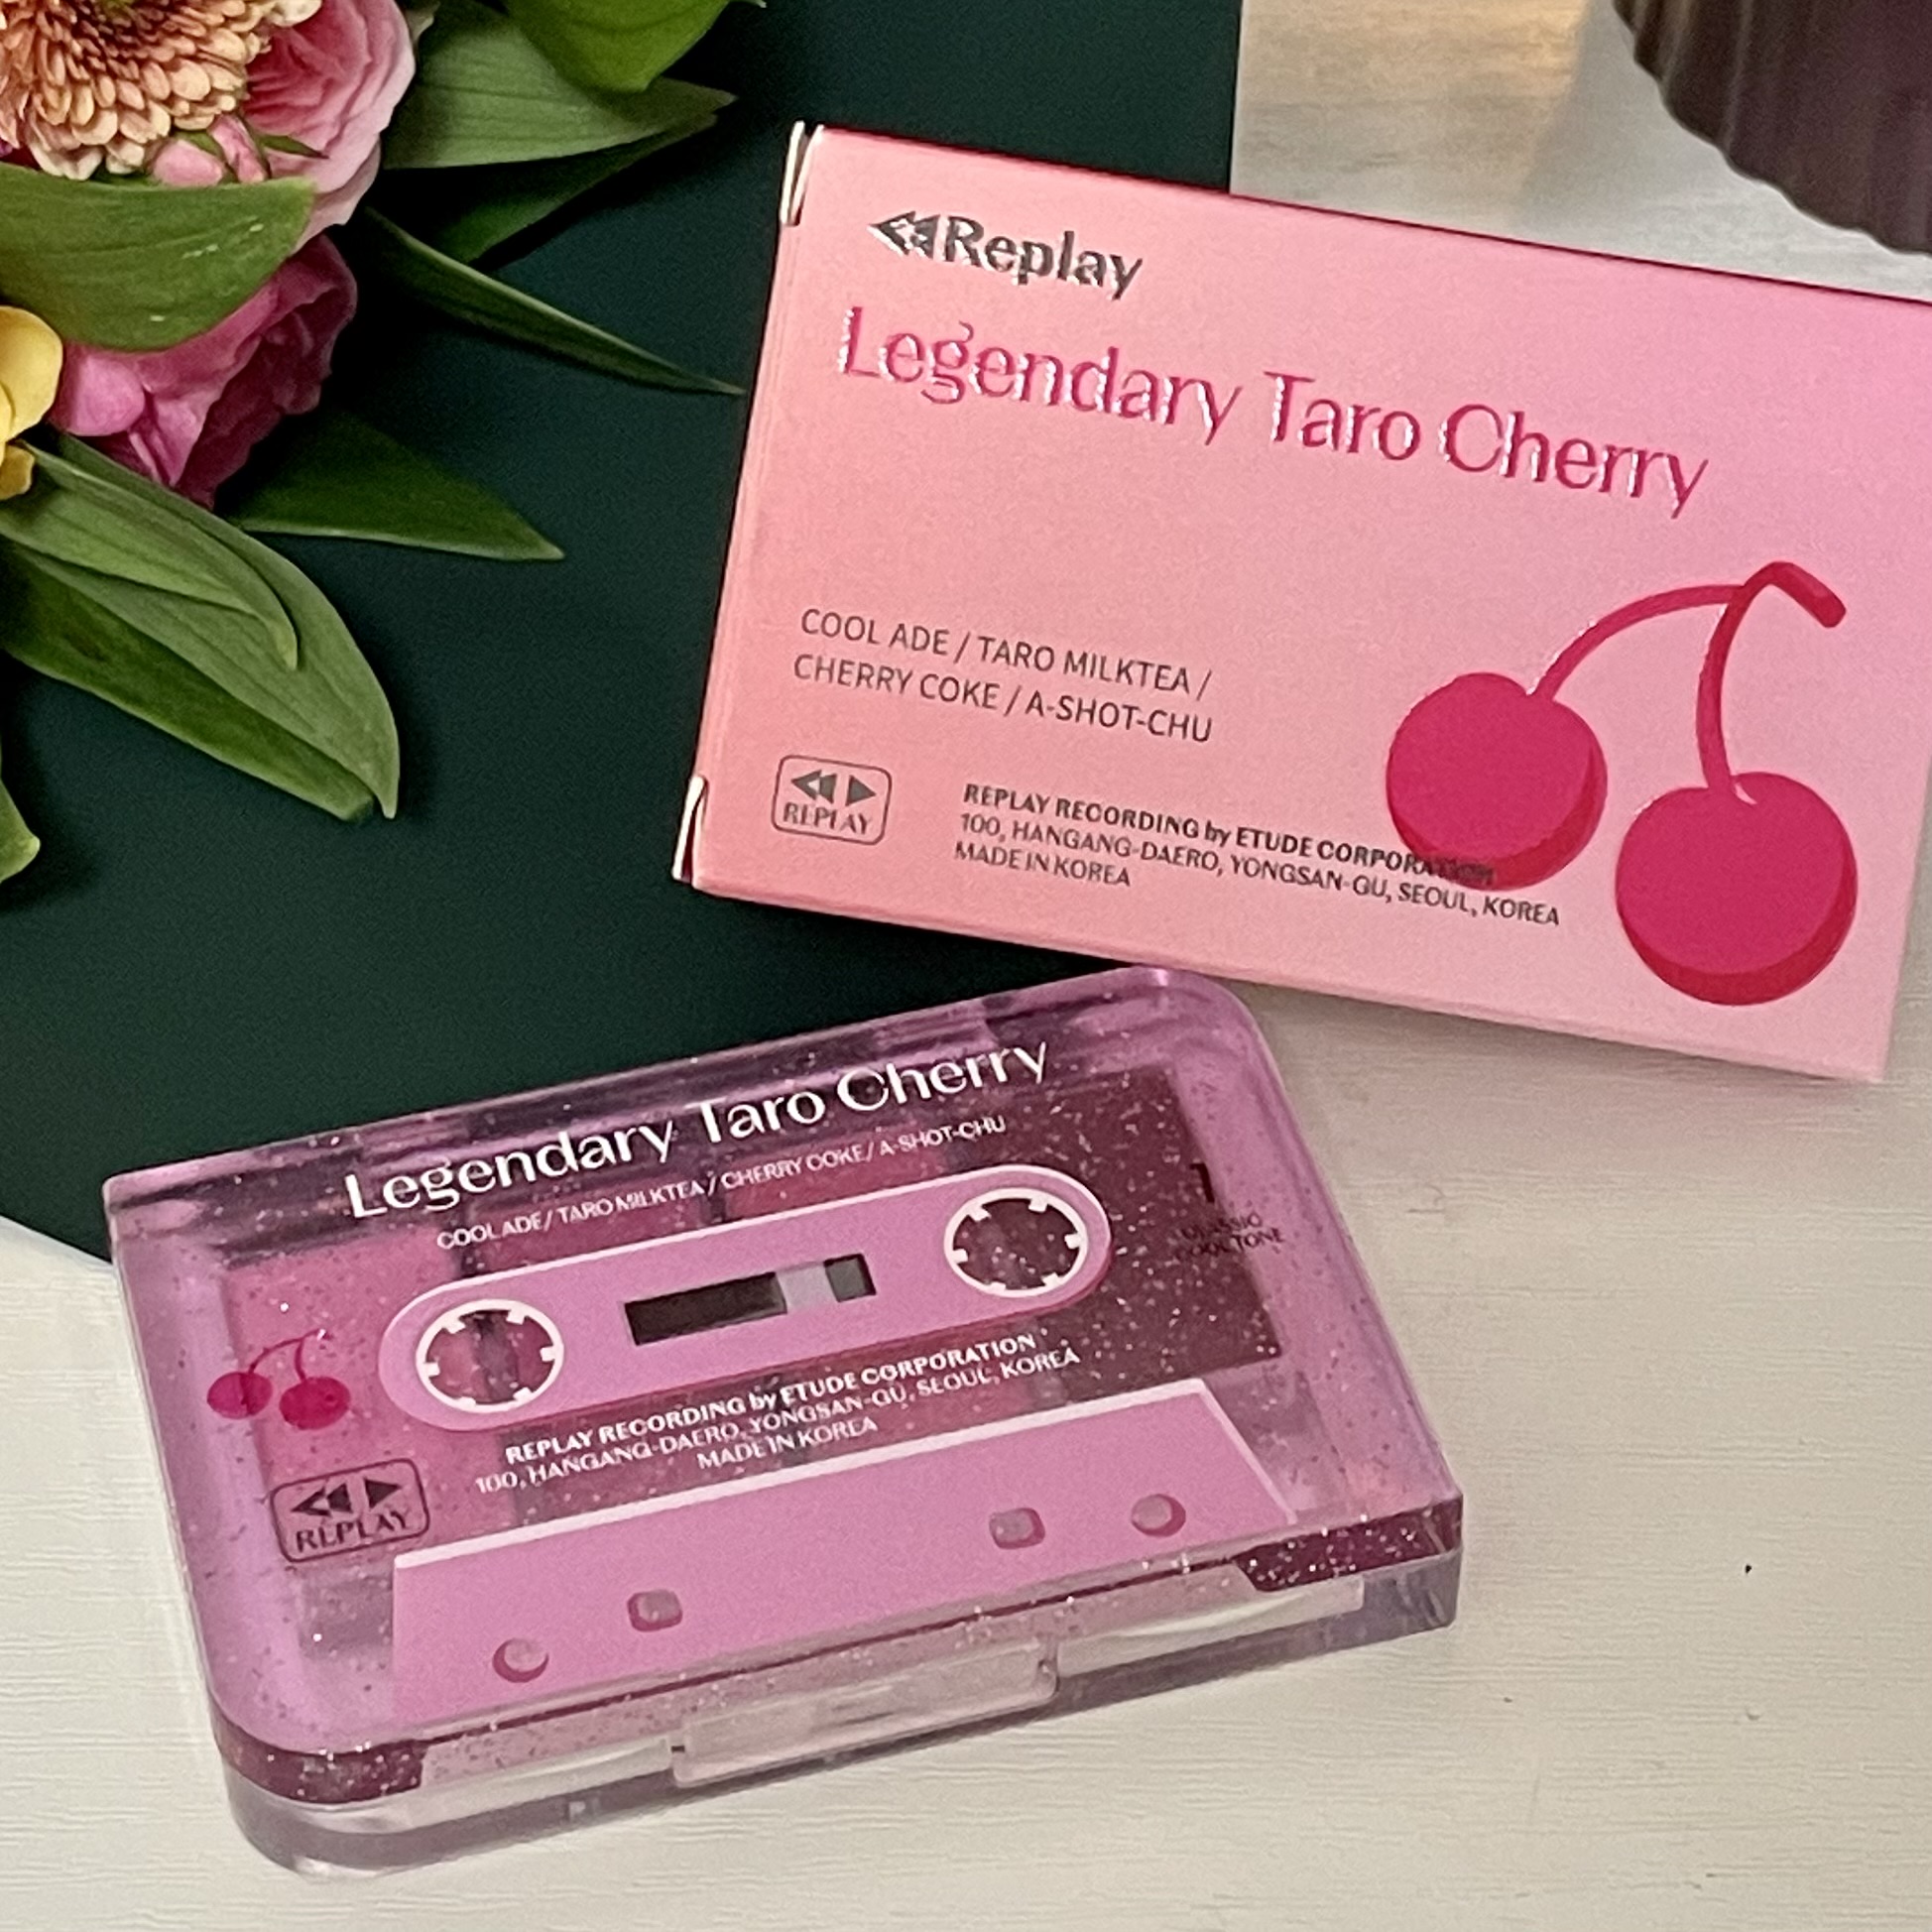 Replay
Legendary Taro Cherry
COOL ADE / TARO MILKTEA /
CHERRY COKE / A-SHOT-CHU
REPLAY
REPLAY RECORDING by ETUDE CORPORATION
100, HANGANG-DAERO, YONGSAN-GU, SEOUL, KOREA
MADE IN KOREA
Legendary Taro Cherry
COOL ADE / TARO MILKTEA / CHERRY COKE / A-SHOT-CHU
1
CLASSIC
COOL TONE
REPLAY RECORDING by ETUDE CORPORATION
100, HANGANG-DAERO, YONGSAN-GU, SEOUL, KOREA
MADE IN KOREA
REPLAY